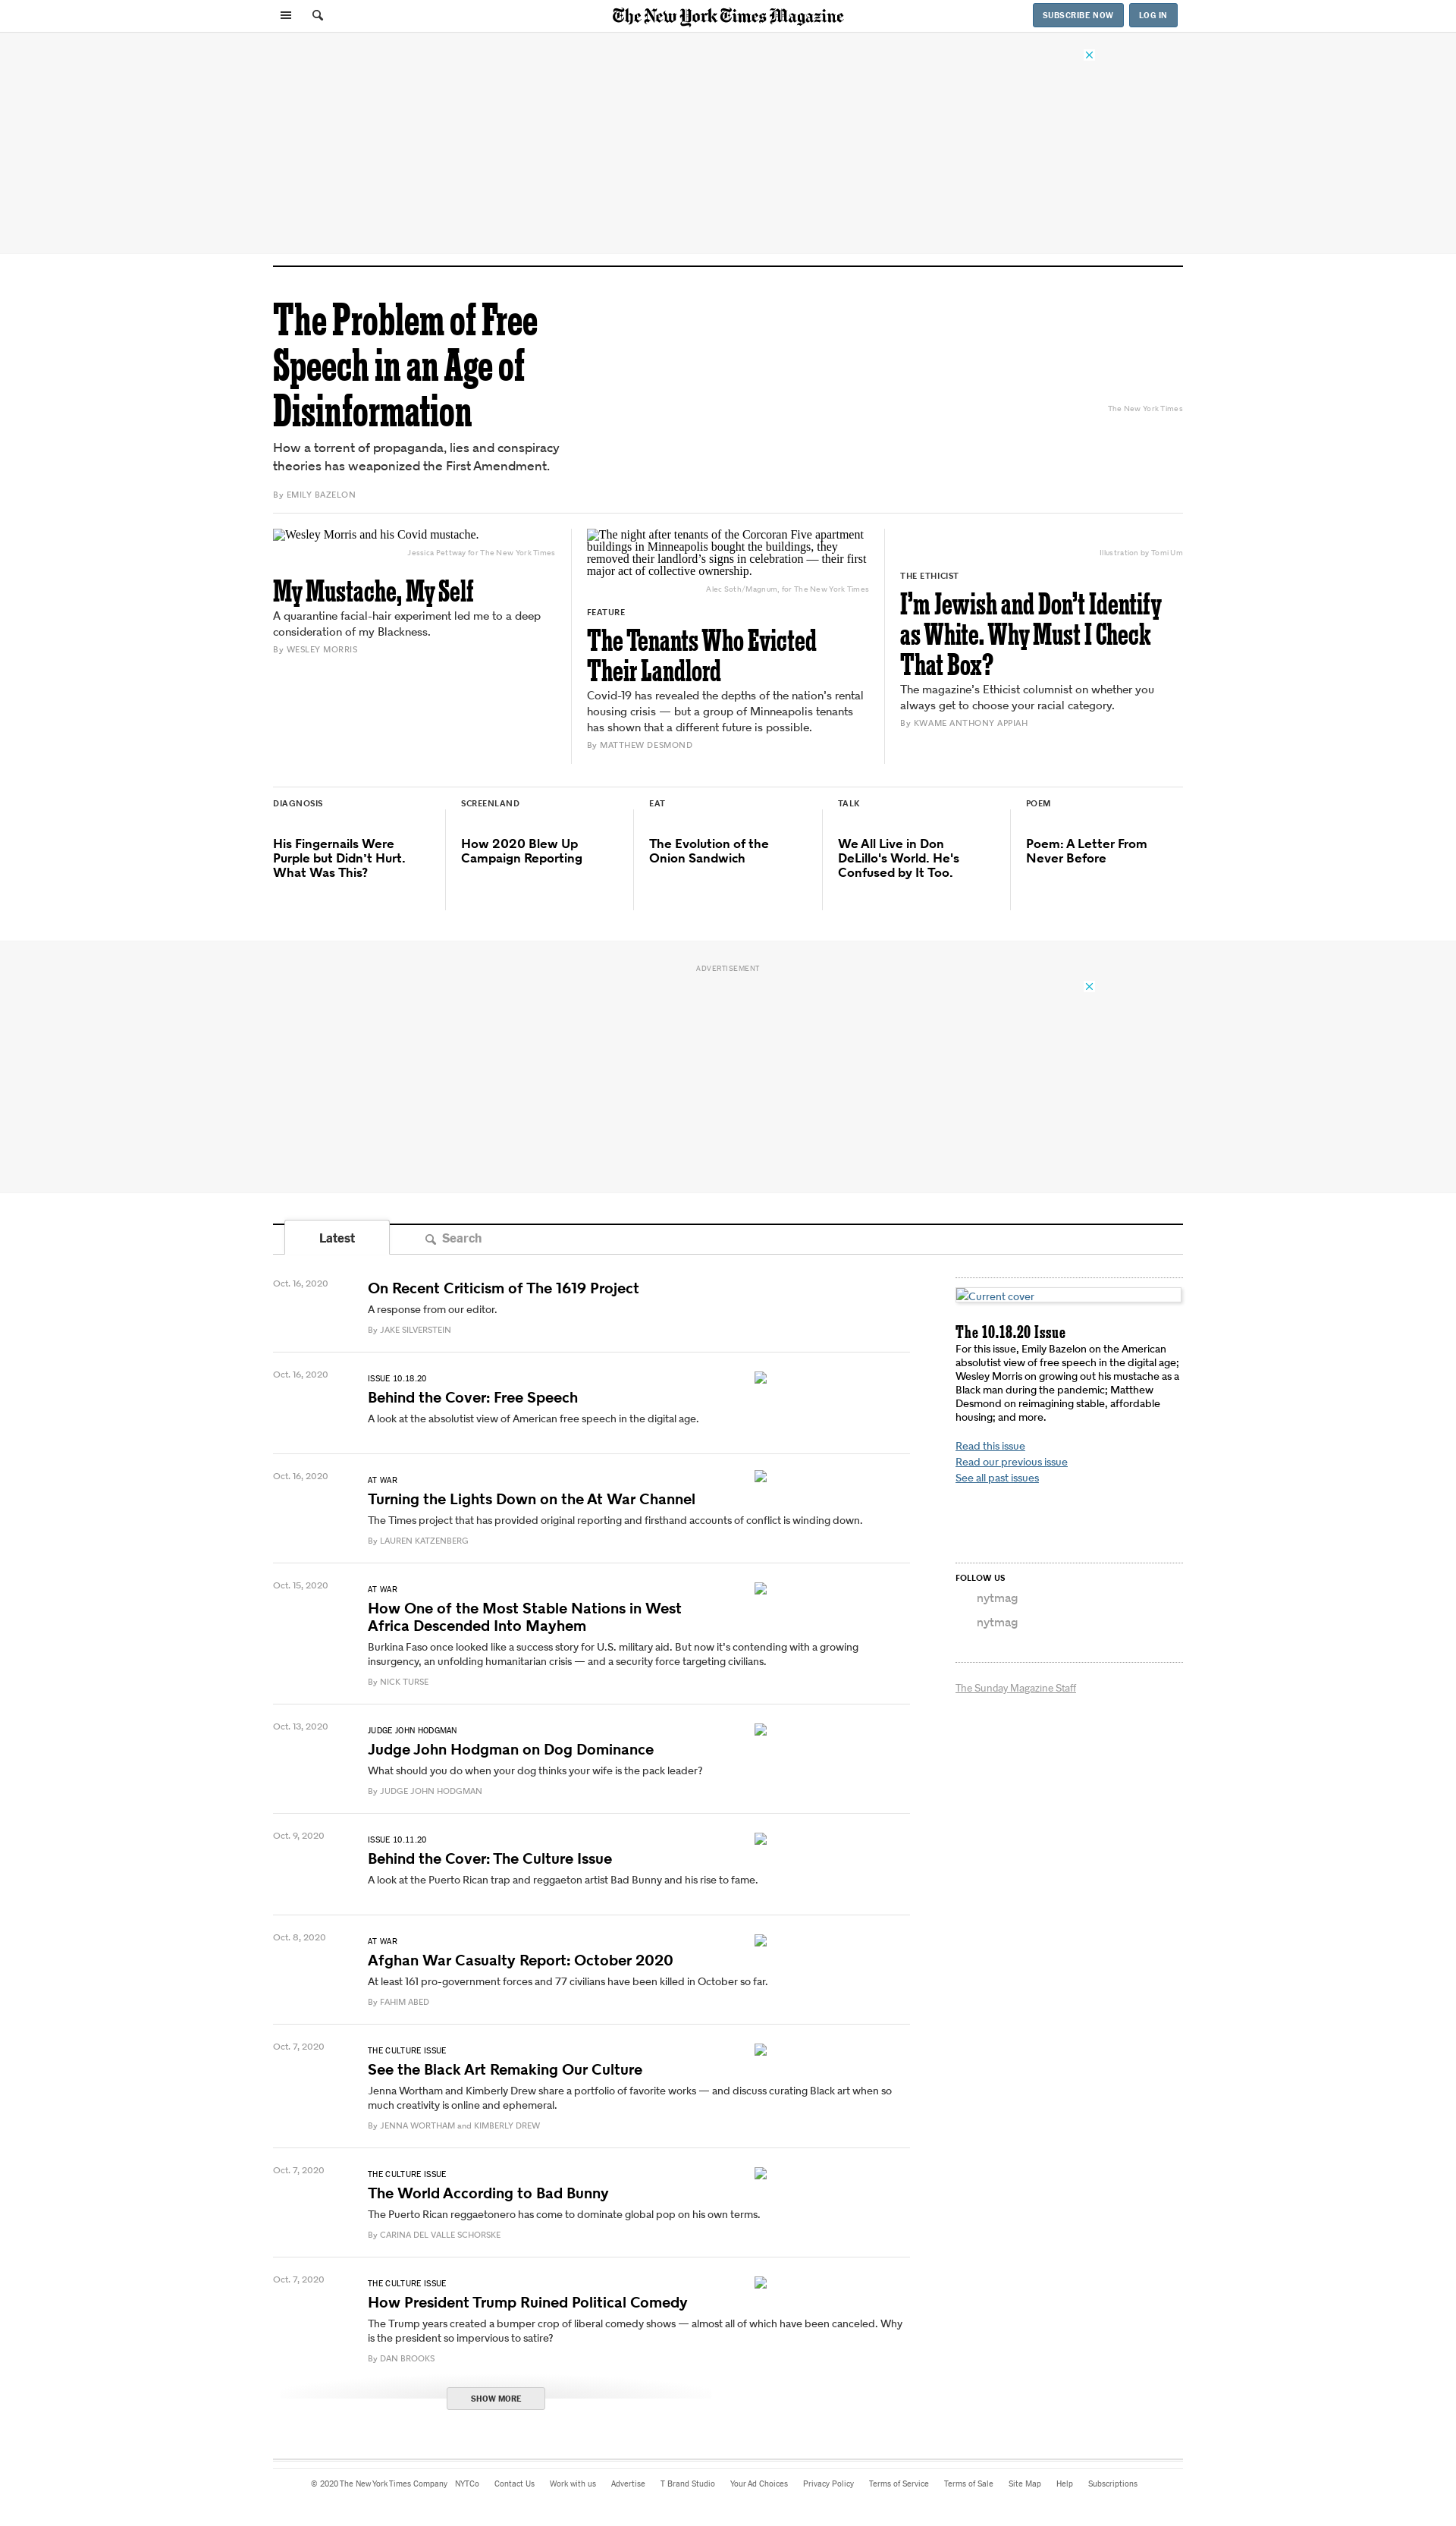 The New York Times Magazine
SUBSCRIBE NOW
LOG IN
The Problem of Free
Speech in an Age of
Disinformation
The New York Times
How a torrent of propaganda, lies and conspiracy
theories has weaponized the First Amendment.
By EMILY BAZELON
Wesley Morris and his Covid mustache.
Jessica Pettway for The New York Times
My Mustache, My Self
A quarantine facial-hair experiment led me to a deep
consideration of my Blackness.
By WESLEY MORRIS
The night after tenants of the Corcoran Five apartment
buildings in Minneapolis bought the buildings, they
removed their landlord’s signs in celebration — their first
major act of collective ownership.
Alec Soth/Magnum, for The New York Times
FEATURE
The Tenants Who Evicted
Their Landlord
Covid-19 has revealed the depths of the nation’s rental
housing crisis — but a group of Minneapolis tenants
has shown that a different future is possible.
By MATTHEW DESMOND
Illustration by Tomi Um
THE ETHICIST
I’m Jewish and Don’t Identify
as White. Why Must I Check
That Box?
The magazine’s Ethicist columnist on whether you
always get to choose your racial category.
By KWAME ANTHONY APPIAH
DIAGNOSIS
His Fingernails Were
Purple but Didn’t Hurt.
What Was This?
SCREENLAND
How 2020 Blew Up
Campaign Reporting
EAT
The Evolution of the
Onion Sandwich
TALK
We All Live in Don
DeLillo's World. He's
Confused by It Too.
POEM
Poem: A Letter From
Never Before
ADVERTISEMENT
Latest
Search
Oct. 16, 2020
On Recent Criticism of The 1619 Project
A response from our editor.
By JAKE SILVERSTEIN
Oct. 16, 2020
ISSUE 10.18.20
Behind the Cover: Free Speech
A look at the absolutist view of American free speech in the digital age.
Oct. 16, 2020
AT WAR
Turning the Lights Down on the At War Channel
The Times project that has provided original reporting and firsthand accounts of conflict is winding down.
By LAUREN KATZENBERG
Oct. 15, 2020
AT WAR
How One of the Most Stable Nations in West
Africa Descended Into Mayhem
Burkina Faso once looked like a success story for U.S. military aid. But now it’s contending with a growing
insurgency, an unfolding humanitarian crisis — and a security force targeting civilians.
By NICK TURSE
Oct. 13, 2020
JUDGE JOHN HODGMAN
Judge John Hodgman on Dog Dominance
What should you do when your dog thinks your wife is the pack leader?
By JUDGE JOHN HODGMAN
Oct. 9, 2020
ISSUE 10.11.20
Behind the Cover: The Culture Issue
A look at the Puerto Rican trap and reggaeton artist Bad Bunny and his rise to fame.
Oct. 8, 2020
AT WAR
Afghan War Casualty Report: October 2020
At least 161 pro-government forces and 77 civilians have been killed in October so far.
By FAHIM ABED
Oct. 7, 2020
THE CULTURE ISSUE
See the Black Art Remaking Our Culture
Jenna Wortham and Kimberly Drew share a portfolio of favorite works — and discuss curating Black art when so
much creativity is online and ephemeral.
By JENNA WORTHAM and KIMBERLY DREW
Oct. 7, 2020
THE CULTURE ISSUE
The World According to Bad Bunny
The Puerto Rican reggaetonero has come to dominate global pop on his own terms.
By CARINA DEL VALLE SCHORSKE
Oct. 7, 2020
THE CULTURE ISSUE
How President Trump Ruined Political Comedy
The Trump years created a bumper crop of liberal comedy shows — almost all of which have been canceled. Why
is the president so impervious to satire?
By DAN BROOKS
SHOW MORE
Current cover
The 10.18.20 Issue
For this issue, Emily Bazelon on the American
absolutist view of free speech in the digital age;
Wesley Morris on growing out his mustache as a
Black man during the pandemic; Matthew
Desmond on reimagining stable, affordable
housing; and more.
Read this issue
Read our previous issue
See all past issues
FOLLOW US
nytmag
nytmag
The Sunday Magazine Staff
© 2020 The New York Times Company NYTCo Contact Us Work with us Advertise T Brand Studio Your Ad Choices Privacy Policy Terms of Service Terms of Sale Site Map Help Subscriptions